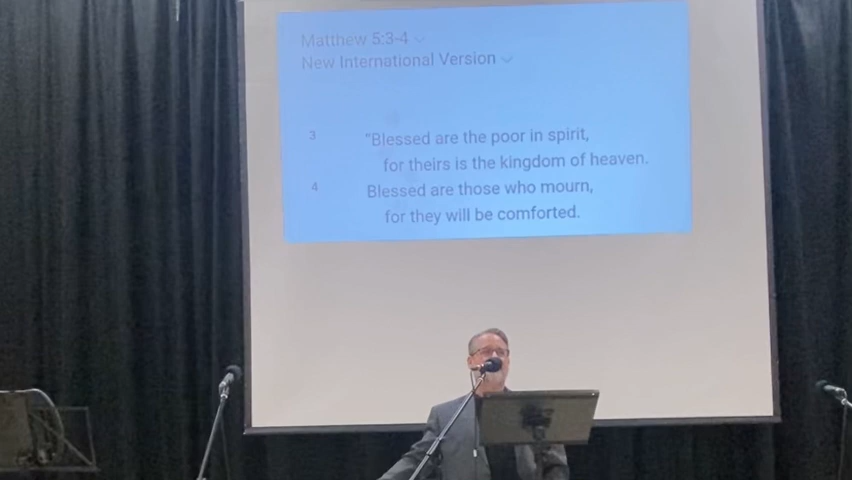 Matthew 5:3-4
New International Version
3 "Blessed are the poor in spirit,
for theirs is the kingdom of heaven.
4 Blessed are those who mourn,
for they will be comforted.